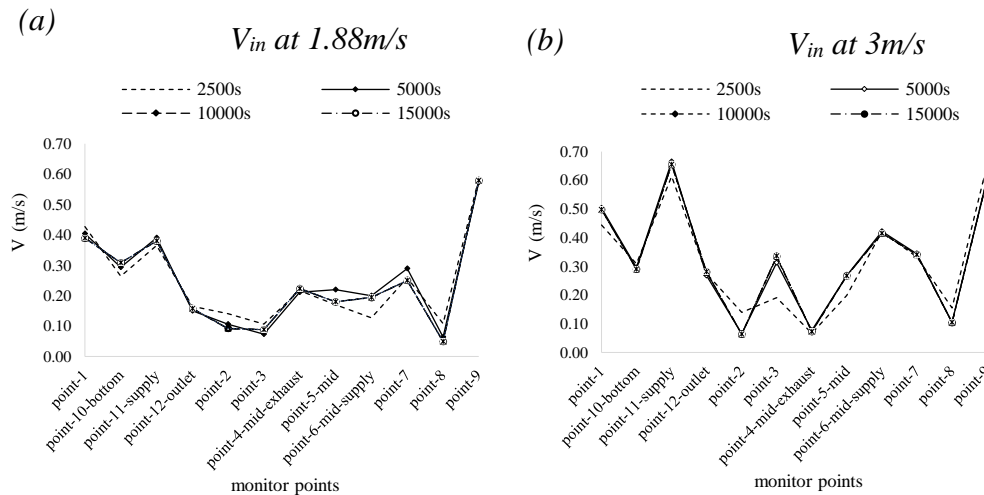 (a)
V_in at 1.88m/s
2500s
5000s
10000s
15000s
0.70
0.60
0.50
0.40
0.30
0.20
0.10
0.00
V (m/s)
point-1
point-10-bottom
point-11-supply
point-12-outlet
point-2
point-3
point-4-mid-exhaust
point-5-mid
point-6-mid-supply
point-7
point-8
point-9
monitor points
(b)
V_in at 3m/s
2500s
5000s
10000s
15000s
0.70
0.60
0.50
0.40
0.30
0.20
0.10
0.00
V (m/s)
point-1
point-10-bottom
point-11-supply
point-12-outlet
point-2
point-3
point-4-mid-exhaust
point-5-mid
point-6-mid-supply
point-7
point-8
point-9
monitor points